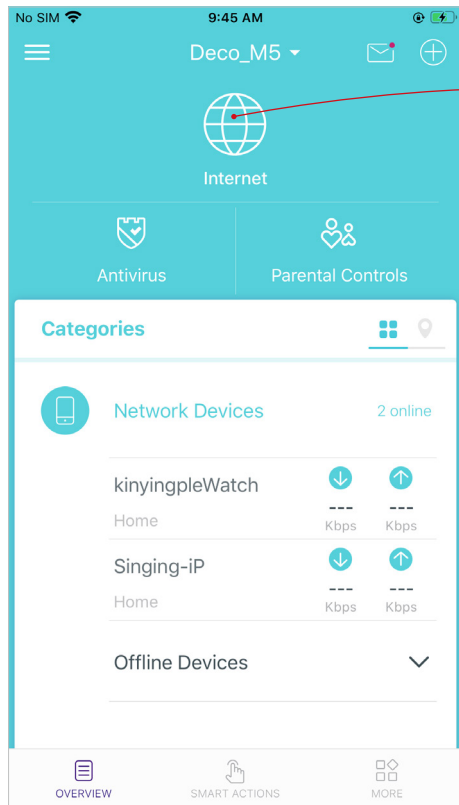 No SIM 9:45 AM
Deco_M5
Internet
Antivirus Parental Controls
Categories
Network Devices 2 online
kinyingpleWatch
Home --- Kbps --- Kbps
Singing-iP
Home --- Kbps --- Kbps
Offline Devices
OVERVIEW SMART ACTIONS MORE